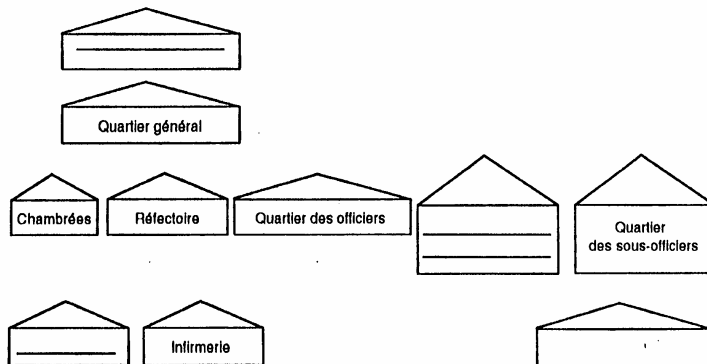 Quartier général
Chambrées
Réfectoire
Quartier des officiers
Quartier
des sous-officiers
Infirmerie